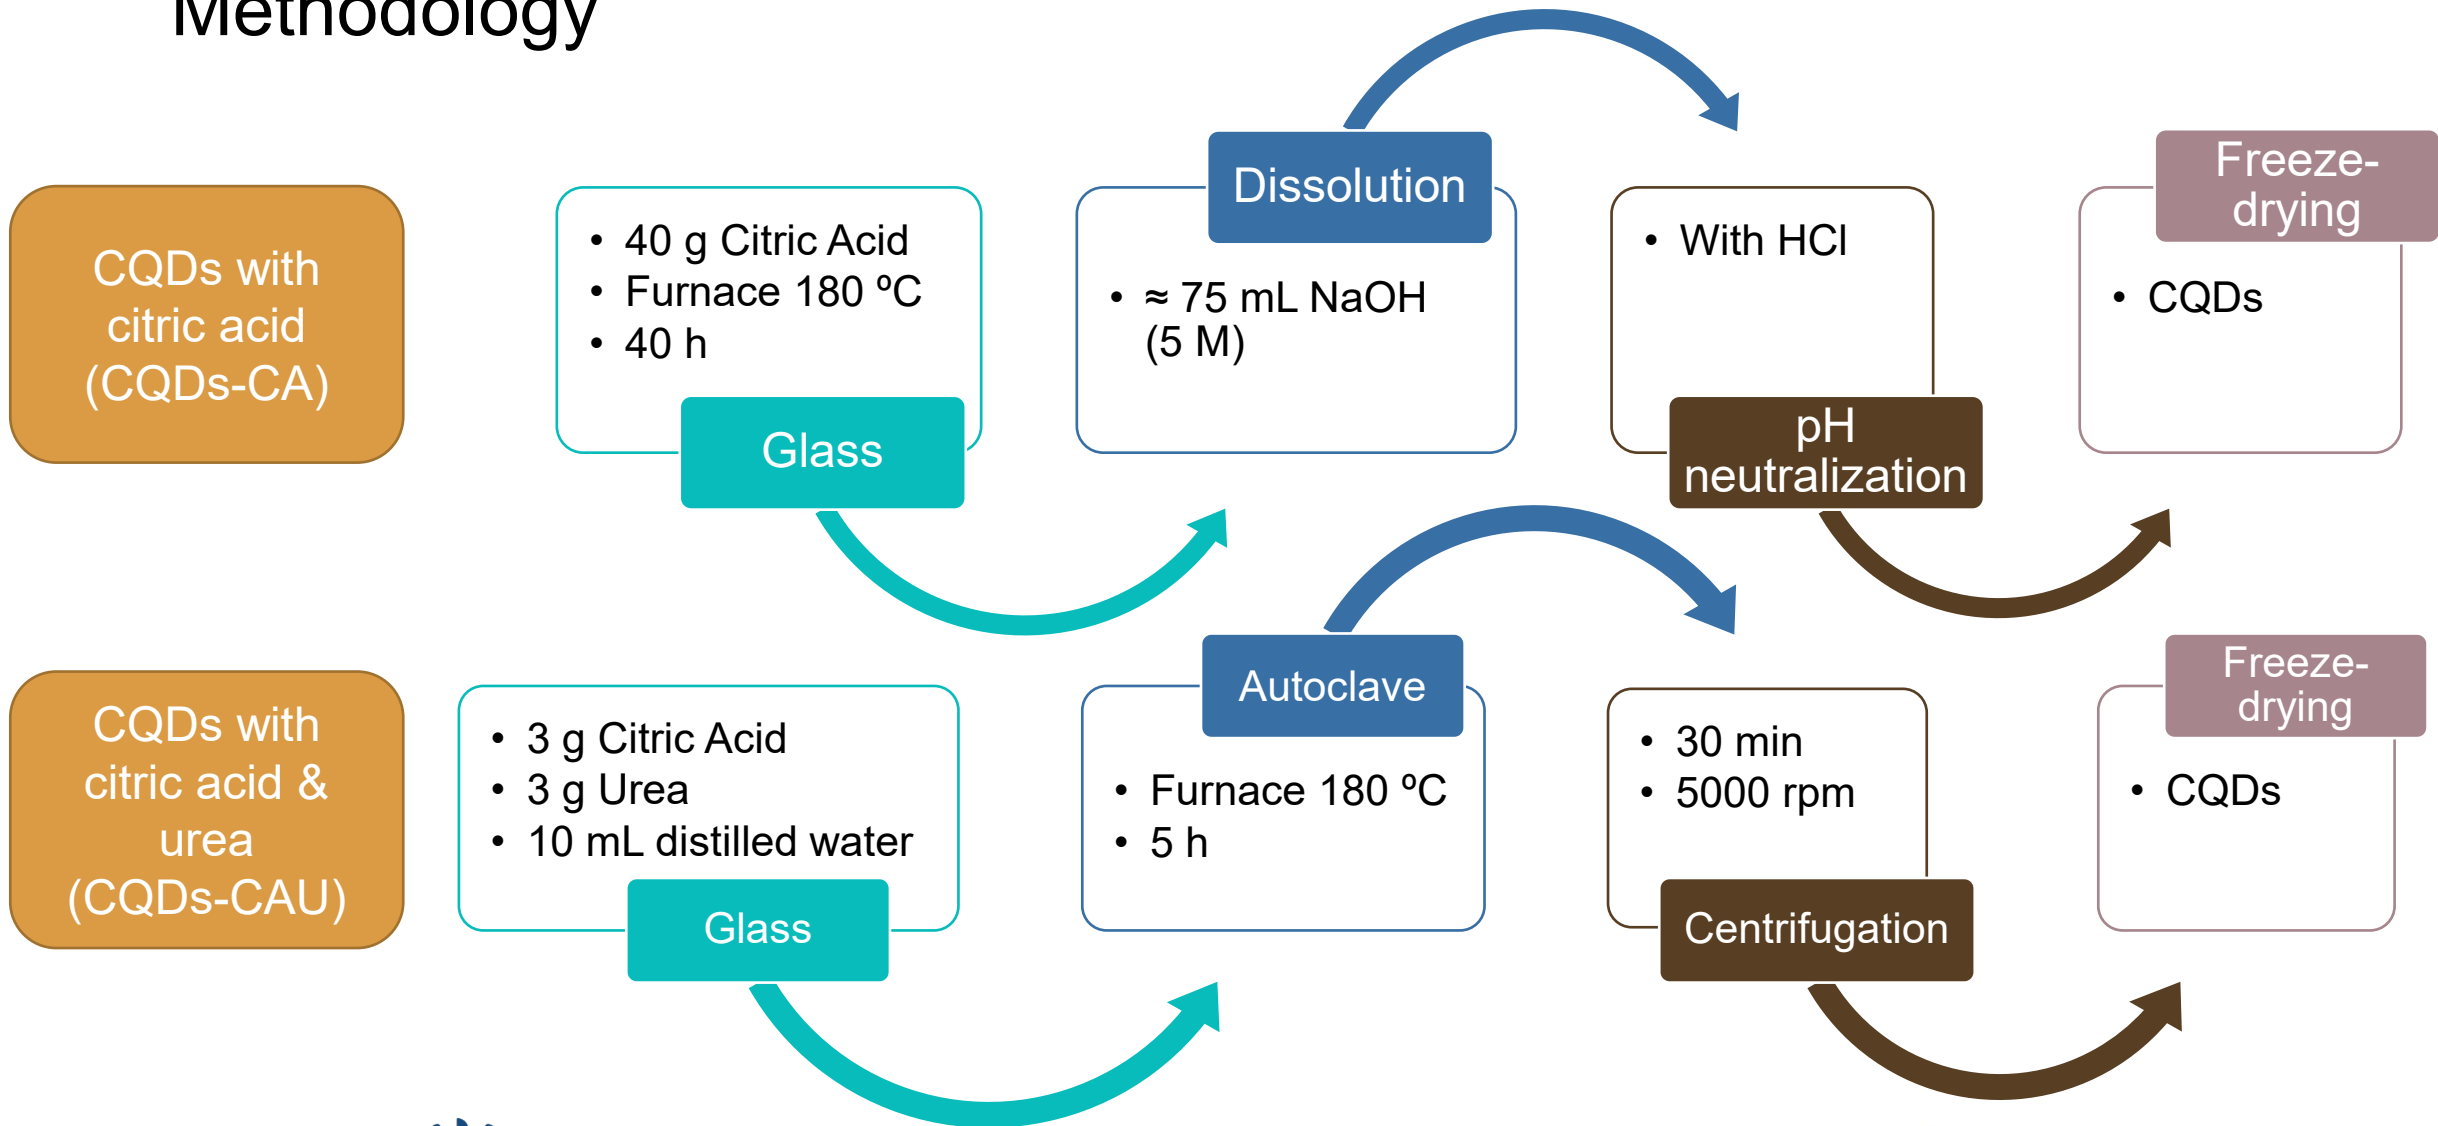 Methodology
CQDs with
citric acid
(CQDs-CA)
• 40 g Citric Acid
• Furnace 180 ºC
• 40 h
Glass
Dissolution
• ≈ 75 mL NaOH
(5 M)
• With HCl
pH
neutralization
Freeze-
drying
• CQDs
CQDs with
citric acid &
urea
(CQDs-CAU)
• 3 g Citric Acid
• 3 g Urea
• 10 mL distilled water
Glass
Autoclave
• Furnace 180 ºC
• 5 h
• 30 min
• 5000 rpm
Centrifugation
Freeze-
drying
• CQDs